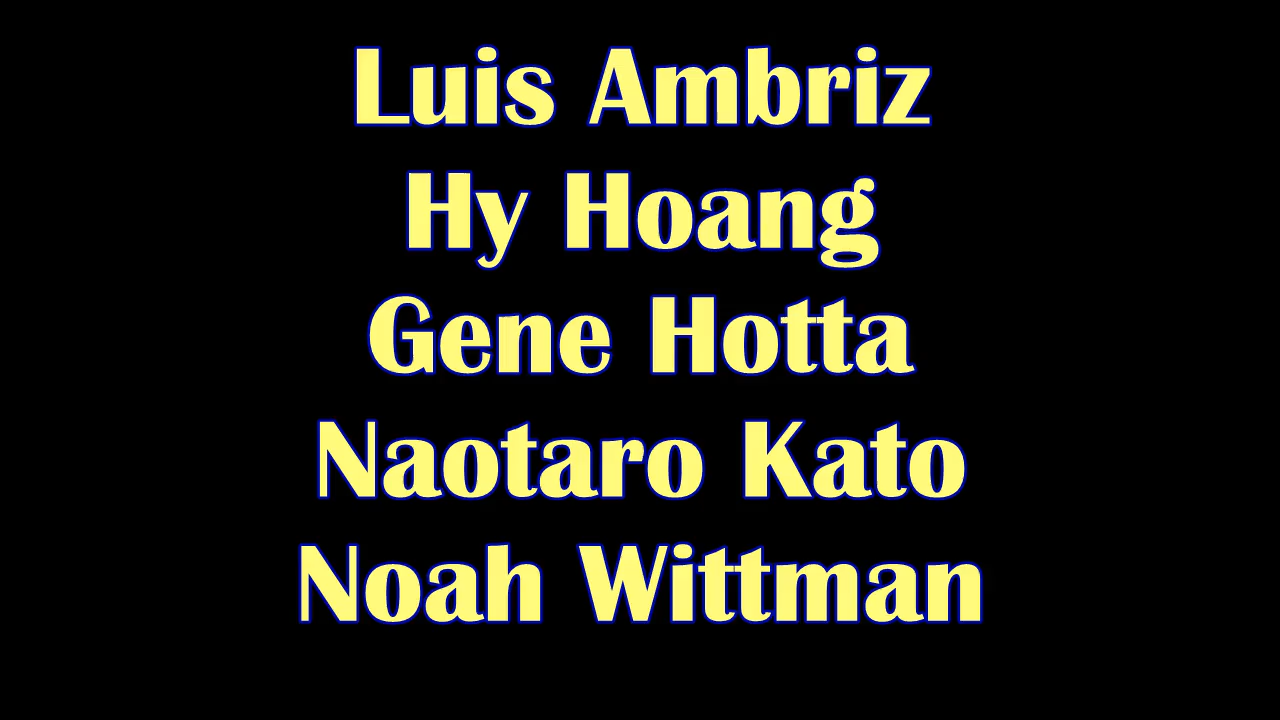 Luis Ambriz
Hy Hoang
Gene Hotta
Naotaro Kato
Noah Wittman